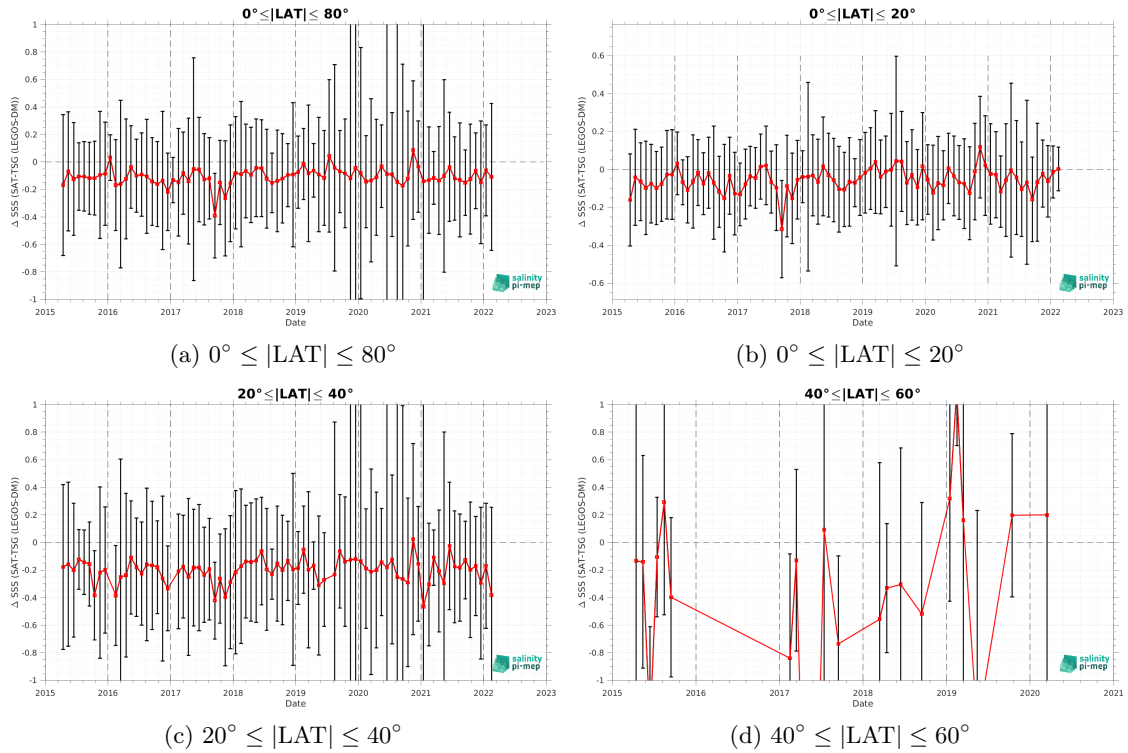 0°≤|LAT|≤ 80°
Δ SSS (SAT-TSG (LEGOS-DM))
1
0.8
0.6
0.4
0.2
0
-0.2
-0.4
-0.6
-0.8
-1
2015 2016 2017 2018 2019 2020 2021 2022 2023
Date
salinity
pi-mep
(a) 0° ≤ |LAT| ≤ 80°
0°≤|LAT|≤ 20°
Δ SSS (SAT-TSG (LEGOS-DM))
0.6
0.4
0.2
0
-0.2
-0.4
-0.6
2015 2016 2017 2018 2019 2020 2021 2022 2023
Date
salinity
pi-mep
(b) 0° ≤ |LAT| ≤ 20°
20°≤|LAT|≤ 40°
Δ SSS (SAT-TSG (LEGOS-DM))
1
0.8
0.6
0.4
0.2
0
-0.2
-0.4
-0.6
-0.8
-1
2015 2016 2017 2018 2019 2020 2021 2022 2023
Date
salinity
pi-mep
(c) 20° ≤ |LAT| ≤ 40°
40°≤|LAT|≤ 60°
Δ SSS (SAT-TSG (LEGOS-DM))
1
0.8
0.6
0.4
0.2
0
-0.2
-0.4
-0.6
-0.8
-1
2015 2016 2017 2018 2019 2020 2021
Date
salinity
pi-mep
(d) 40° ≤ |LAT| ≤ 60°